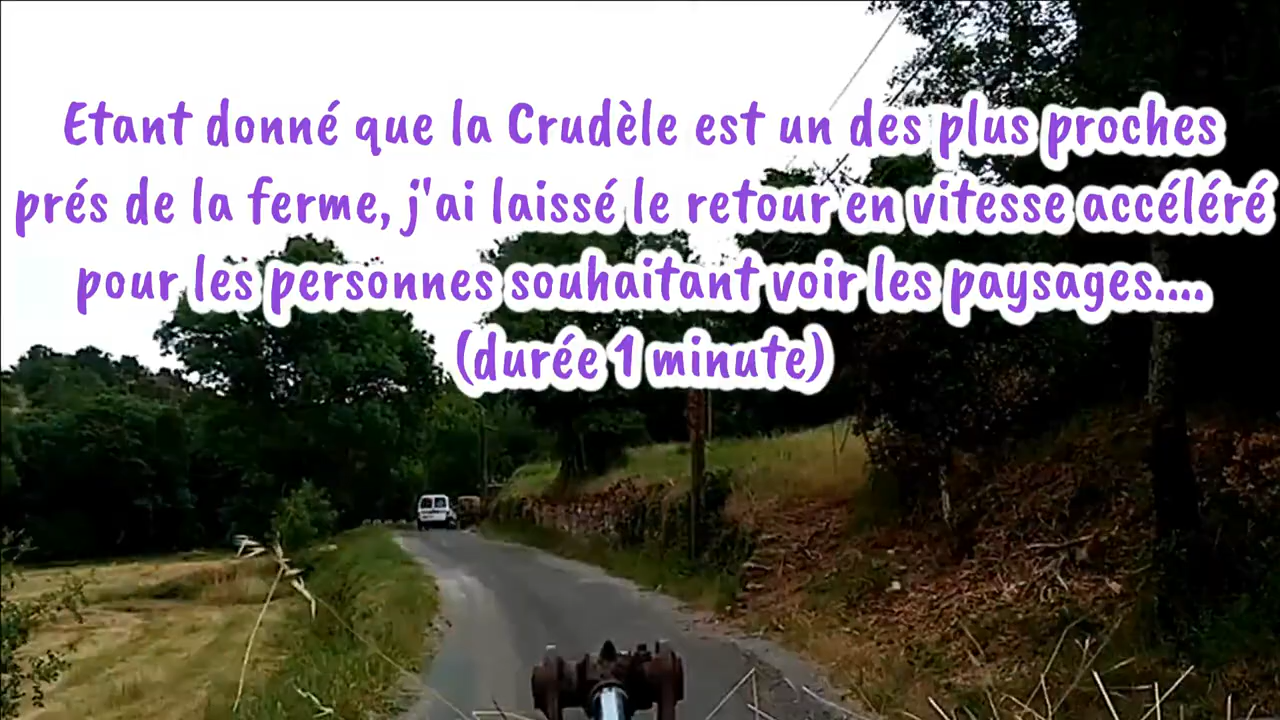 Etant donné que la Crudèle est un des plus proches
prés de la ferme, j'ai laissé le retour en vitesse accéléré
pour les personnes souhaitant voir les paysages....
(durée 1 minute)